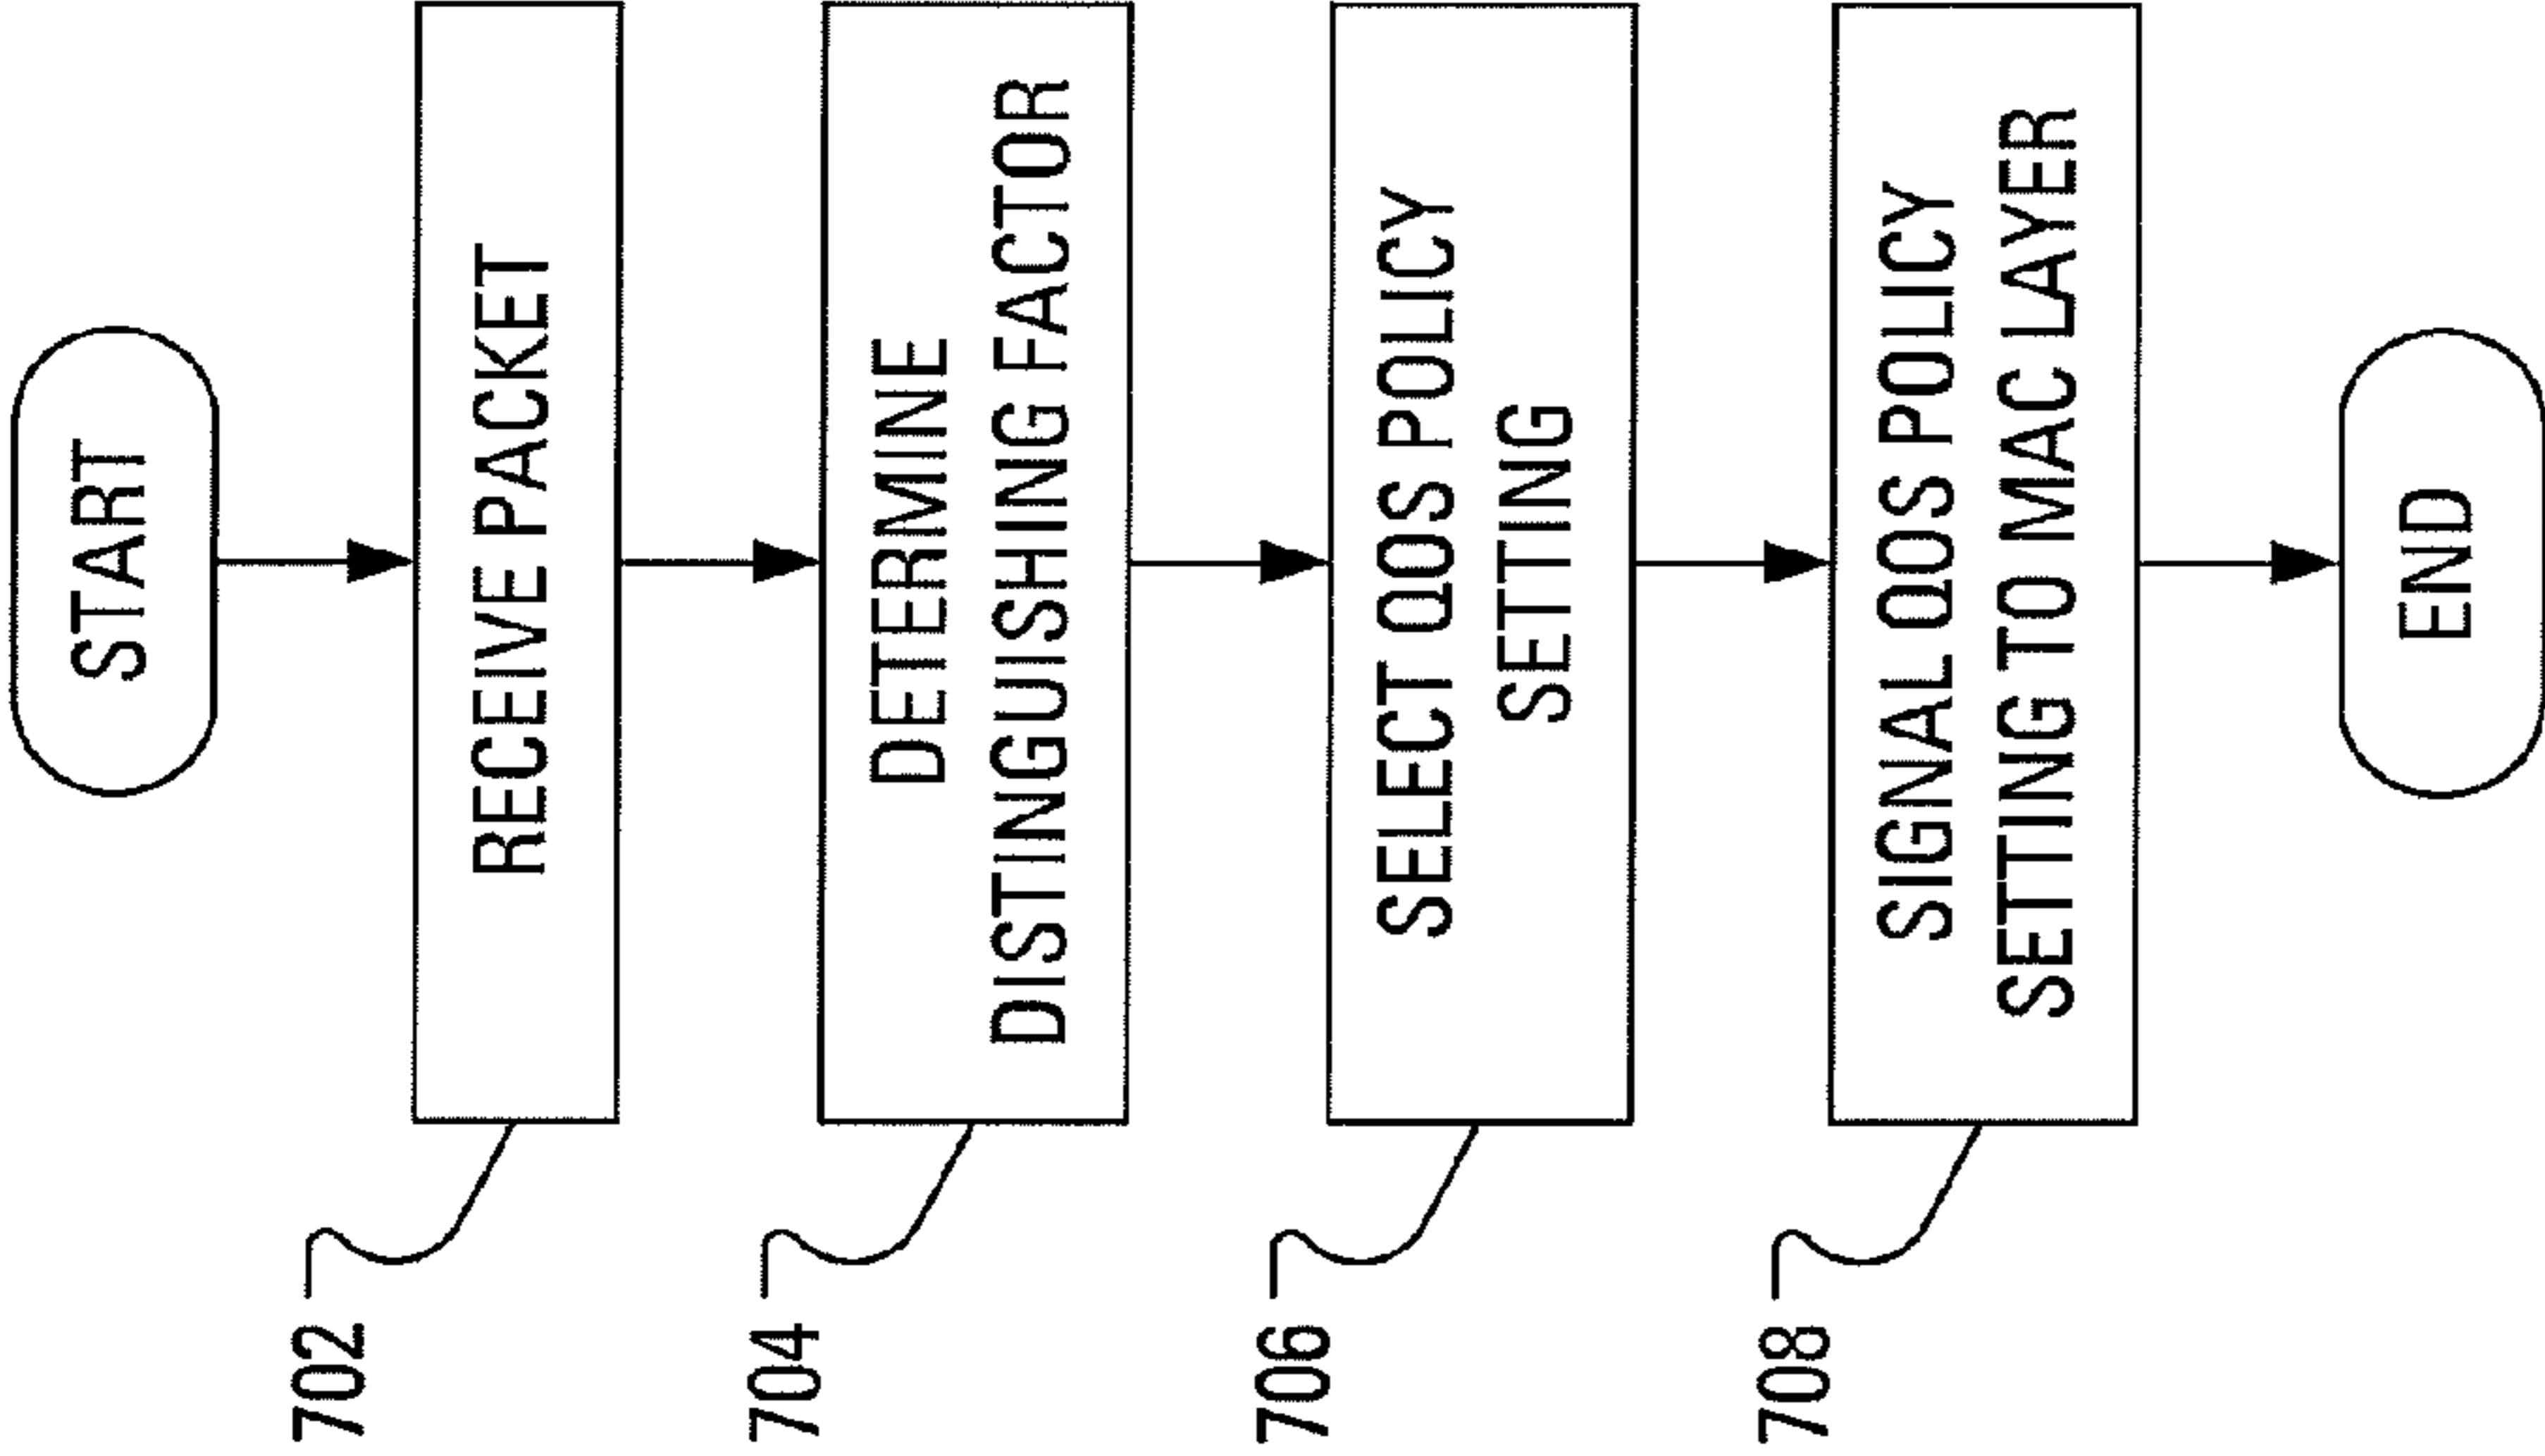 START
702
RECEIVE PACKET
704
DETERMINE
DISTINGUISHING FACTOR
706
SELECT QOS POLICY
SETTING
708
SIGNAL QOS POLICY
SETTING TO MAC LAYER
END